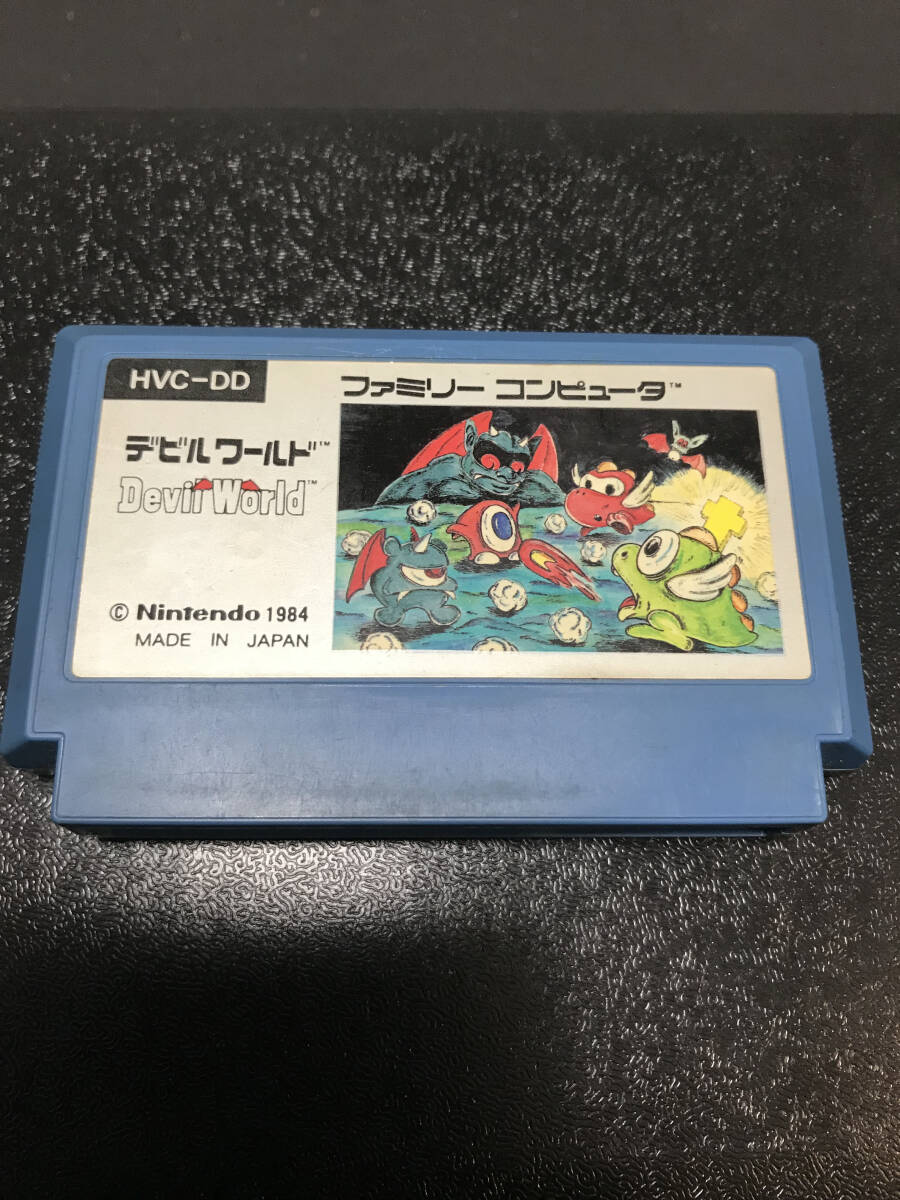 HVC-DD
ファミリー コンピュータ™
デビルワールド™
Devil World™
© Nintendo 1984
MADE IN JAPAN